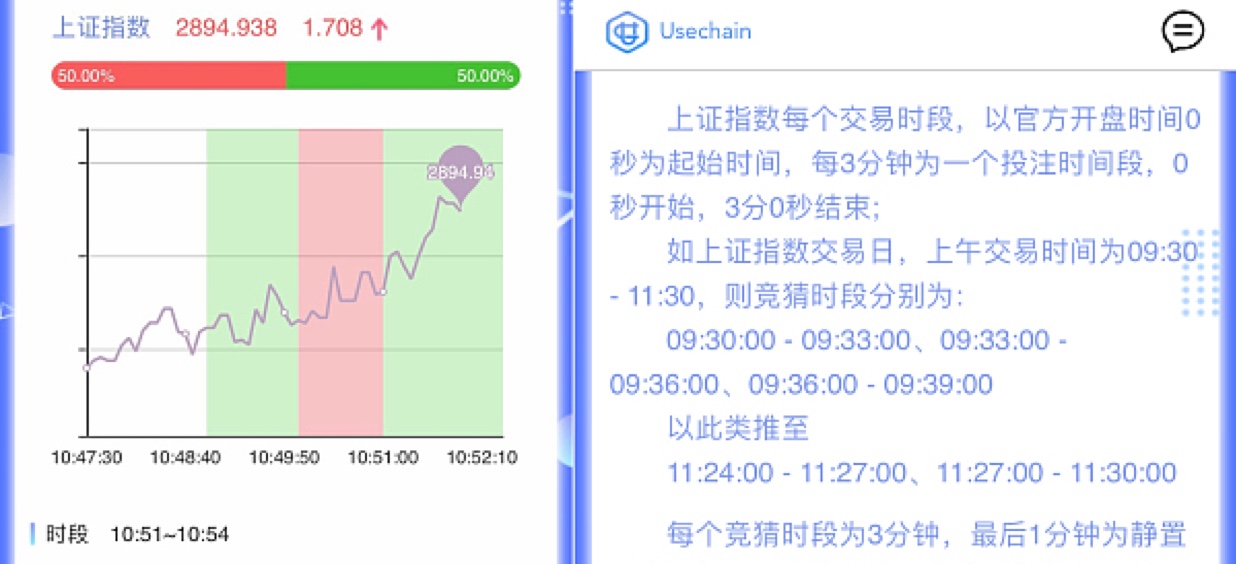 上证指数 2894.938 1.708
50.00% 50.00%
2894.94
10:47:30 10:48:40 10:49:50 10:51:00 10:52:10
时段 10:51~10:54
Usechain
上证指数每个交易时段，以官方开盘时间0
秒为起始时间，每3分钟为一个投注时间段，0
秒开始，3分0秒结束;
如上证指数交易日，上午交易时间为09:30
- 11:30，则竞猜时段分别为：
09:30:00 - 09:33:00、09:33:00 -
09:36:00、09:36:00 - 09:39:00
以此类推至
11:24:00 - 11:27:00、11:27:00 - 11:30:00
每个竞猜时段为3分钟，最后1分钟为静置